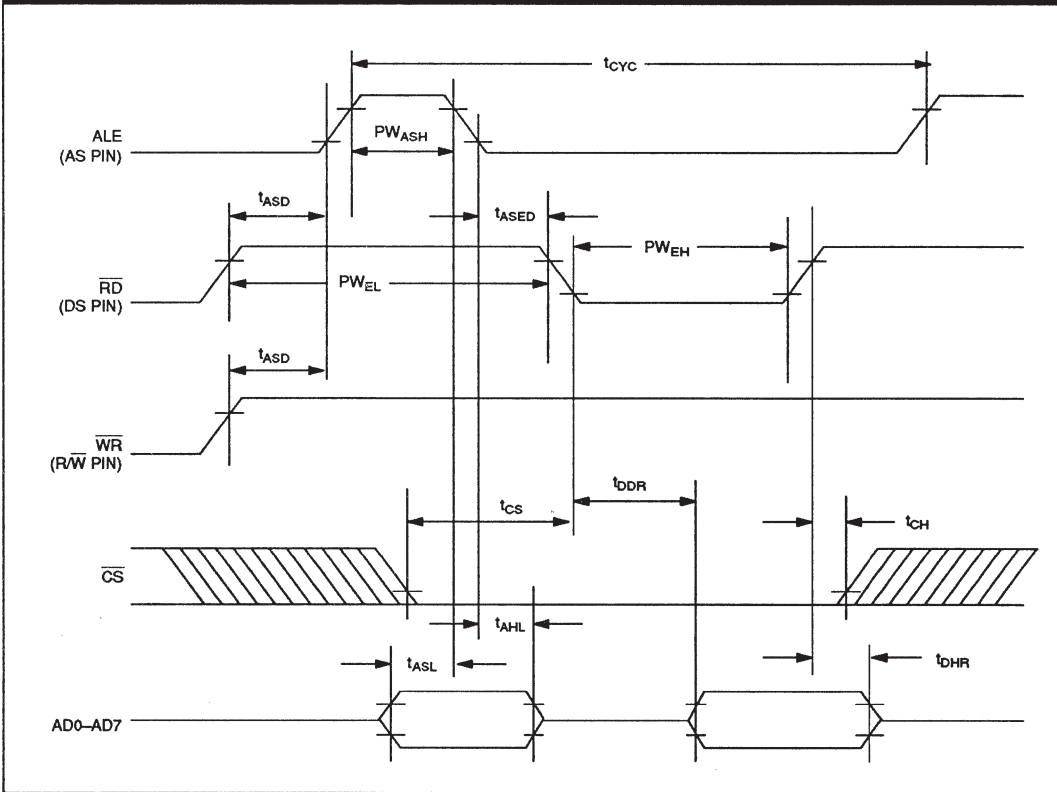 tCYC
ALE
(AS PIN)
PWASH
tASD
tASED
RD
(DS PIN)
PWEL
PWEH
tASD
WR
(R/W PIN)
tCS
tDDR
tCH
CS
tAHL
tASL
tDHR
AD0–AD7